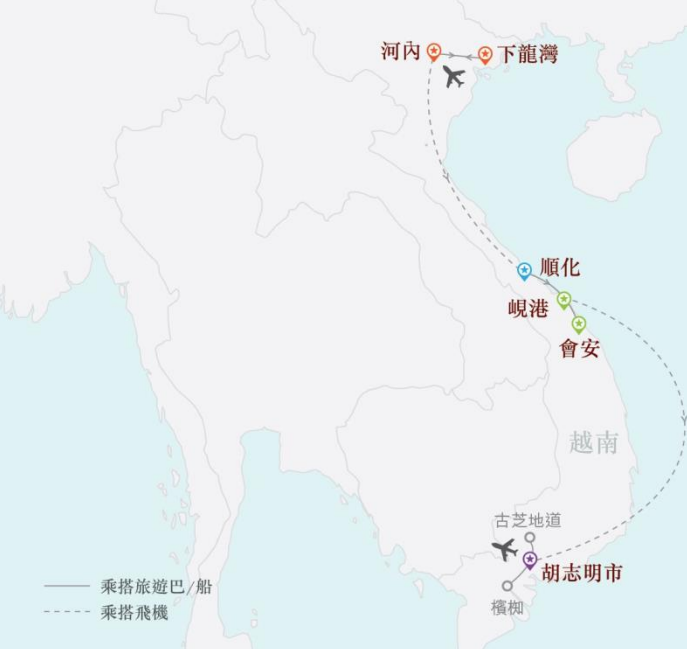 河內
下龍灣
順化
峴港
會安
越南
古芝地道
胡志明市
檳椥
乘搭旅遊巴/船
乘搭飛機